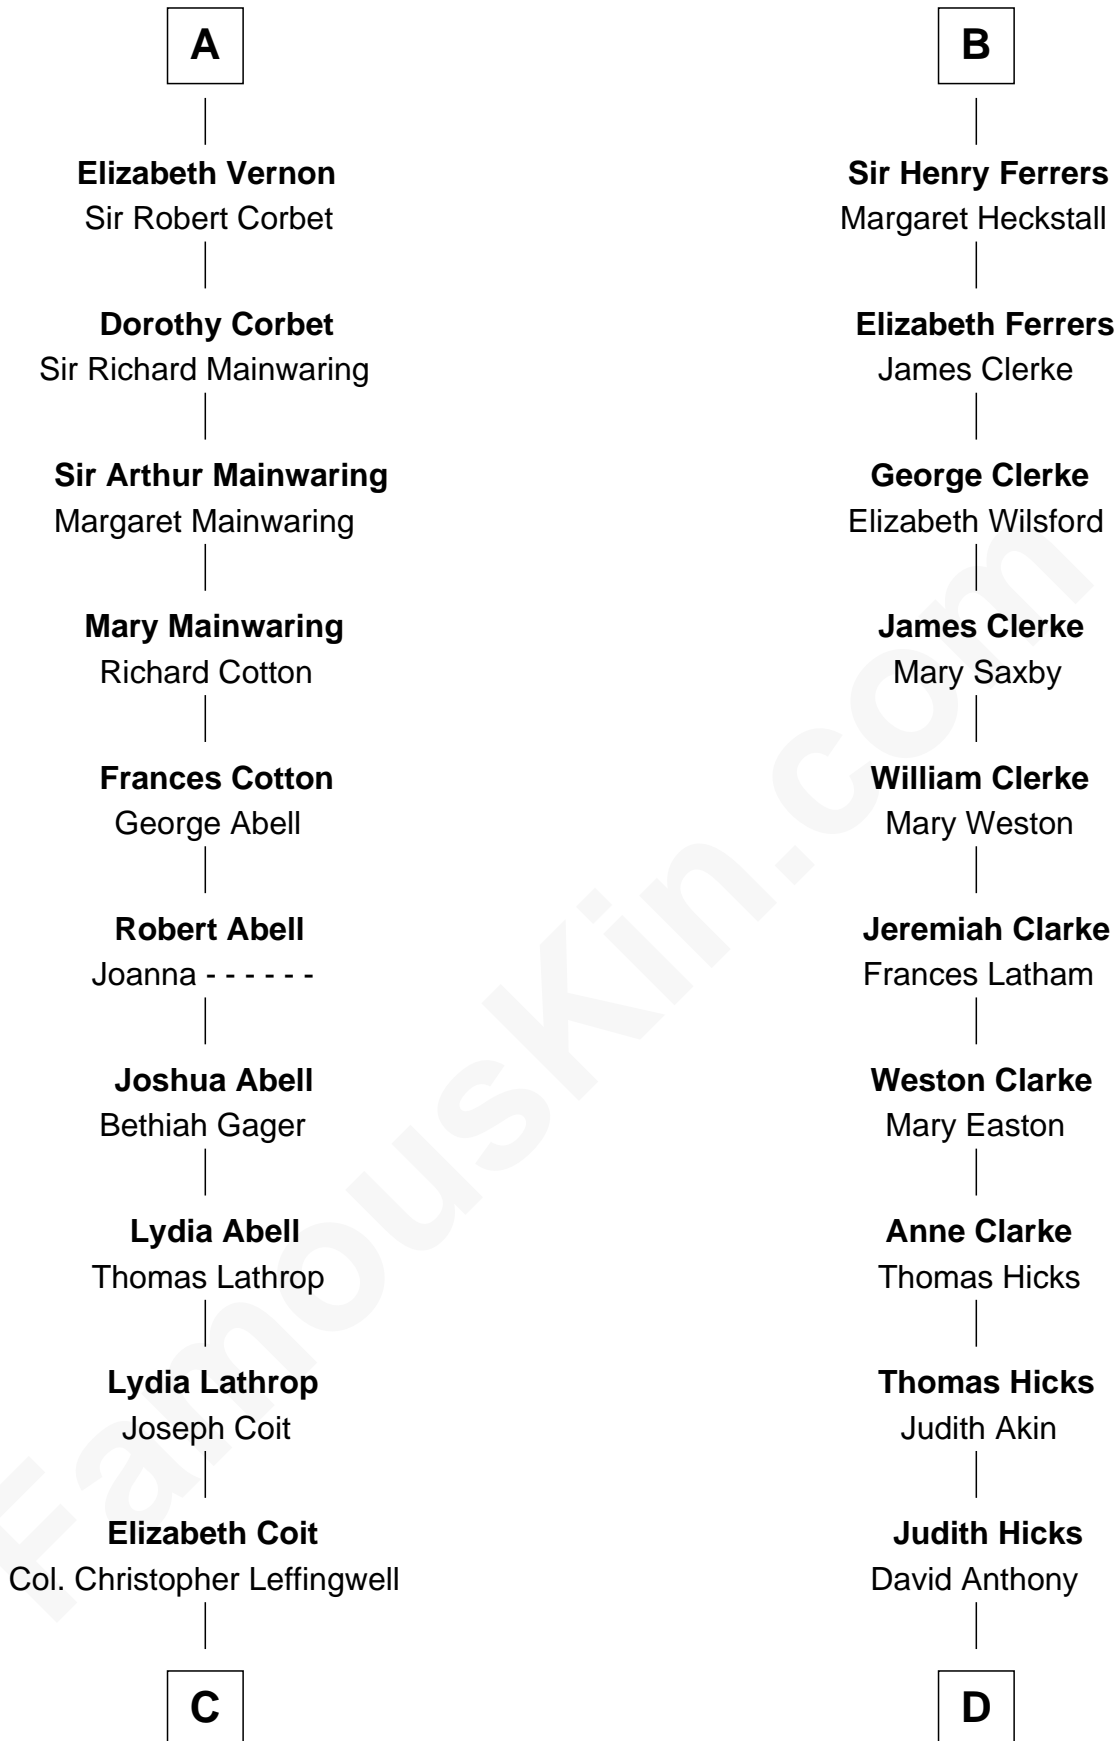 A
Elizabeth Vernon
Sir Robert Corbet
Dorothy Corbet
Sir Richard Mainwaring
Sir Arthur Mainwaring
Margaret Mainwaring
Mary Mainwaring
Richard Cotton
Frances Cotton
George Abell
Robert Abell
Joanna - - - - - -
Joshua Abell
Bethiah Gager
Lydia Abell
Thomas Lathrop
Lydia Lathrop
Joseph Coit
Elizabeth Coit
Col. Christopher Leffingwell
C
B
Sir Henry Ferrers
Margaret Heckstall
Elizabeth Ferrers
James Clerke
George Clerke
Elizabeth Wilsford
James Clerke
Mary Saxby
William Clerke
Mary Weston
Jeremiah Clarke
Frances Latham
Weston Clarke
Mary Easton
Anne Clarke
Thomas Hicks
Thomas Hicks
Judith Akin
Judith Hicks
David Anthony
D
FamousKin.com